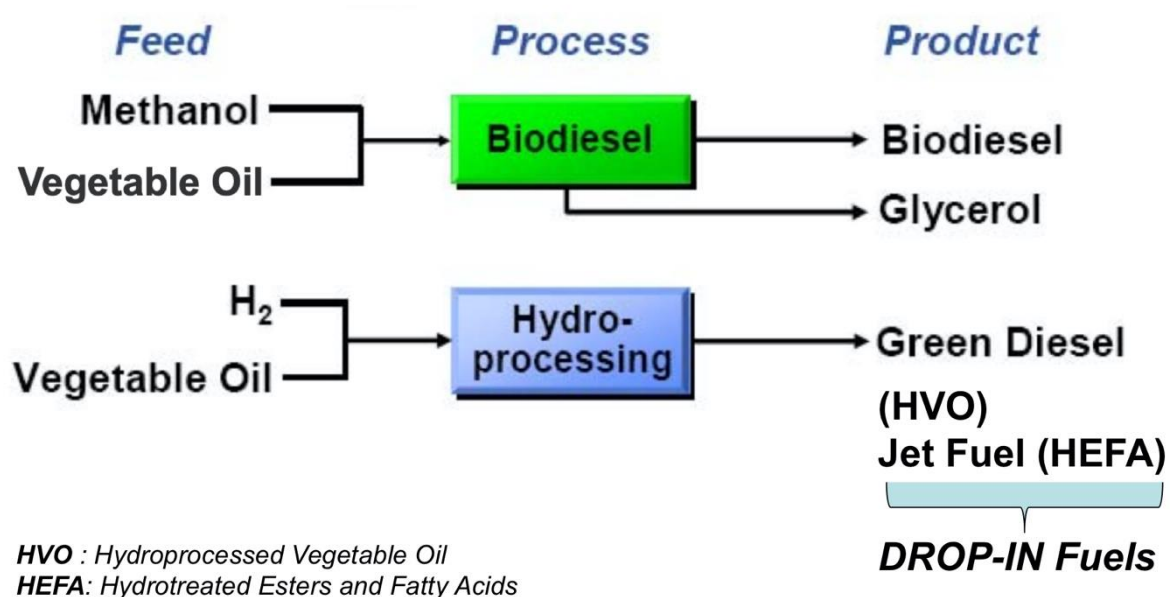 Feed Process Product
Methanol
Vegetable Oil
Biodiesel
Biodiesel
Glycerol
H₂
Vegetable Oil
Hydro-
processing
Green Diesel
(HVO)
Jet Fuel (HEFA)
DROP-IN Fuels
HVO : Hydroprocessed Vegetable Oil
HEFA: Hydrotreated Esters and Fatty Acids